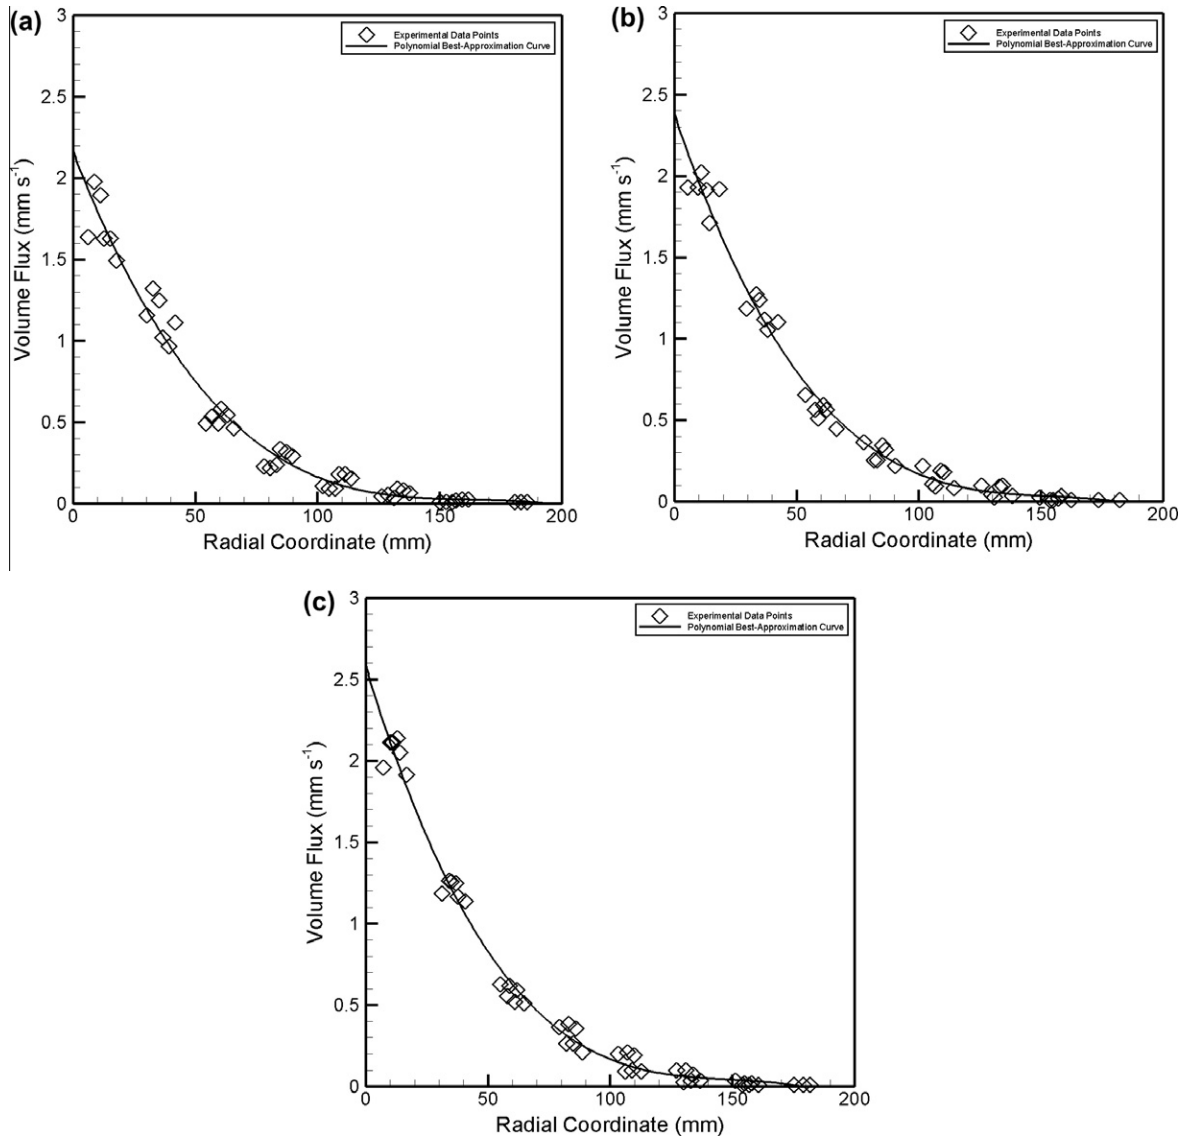 (a)
3
2.5
2
1.5
1
0.5
0
0
50
100
150
200
Volume Flux (mm s⁻¹)
Radial Coordinate (mm)
Experimental Data Points
Polynomial Best-Approximation Curve
(b)
3
2.5
2
1.5
1
0.5
0
0
50
100
150
200
Volume Flux (mm s⁻¹)
Radial Coordinate (mm)
Experimental Data Points
Polynomial Best-Approximation Curve
(c)
3
2.5
2
1.5
1
0.5
0
0
50
100
150
200
Volume Flux (mm s⁻¹)
Radial Coordinate (mm)
Experimental Data Points
Polynomial Best-Approximation Curve